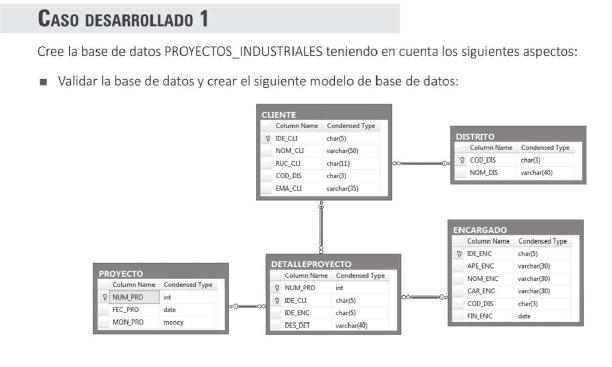 CASO DESARROLLADO 1
Cree la base de datos PROYECTOS_INDUSTRIALES teniendo en cuenta los siguientes aspectos:
■ Validar la base de datos y crear el siguiente modelo de base de datos:
CLIENTE
Column Name Condensed Type
IDE_CLI char(5)
NOM_CLI varchar(50)
RUC_CLI char(11)
COD_DIS char(3)
EMA_CLI varchar(35)
DISTRITO
Column Name Condensed Type
COD_DIS char(3)
NOM_DIS varchar(40)
PROYECTO
Column Name Condensed Type
NUM_PRO int
FEC_PRO date
MON_PRO money
DETALLEPROYECTO
Column Name Condensed Type
NUM_PRO int
IDE_CLI char(5)
IDE_ENC char(5)
DES_DET varchar(40)
ENCARGADO
Column Name Condensed Type
IDE_ENC char(5)
APE_ENC varchar(30)
NOM_ENC varchar(30)
CAR_ENC varchar(30)
COD_DIS char(3)
FIN_ENC date